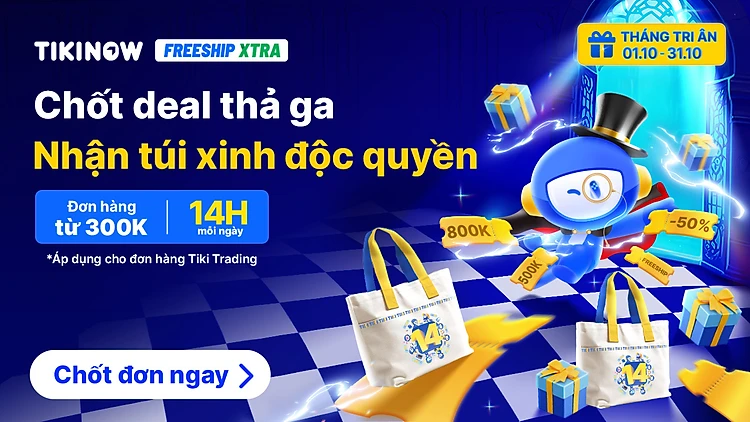 TIKINOW FREESHIP XTRA
THÁNG TRI ÂN
01.10 - 31.10
Chốt deal thả ga
Nhận túi xinh độc quyền
Đơn hàng
từ 300K
14H
mỗi ngày
*Áp dụng cho đơn hàng Tiki Trading
800K
500K
FREESHIP
-50%
14
14
Chốt đơn ngay